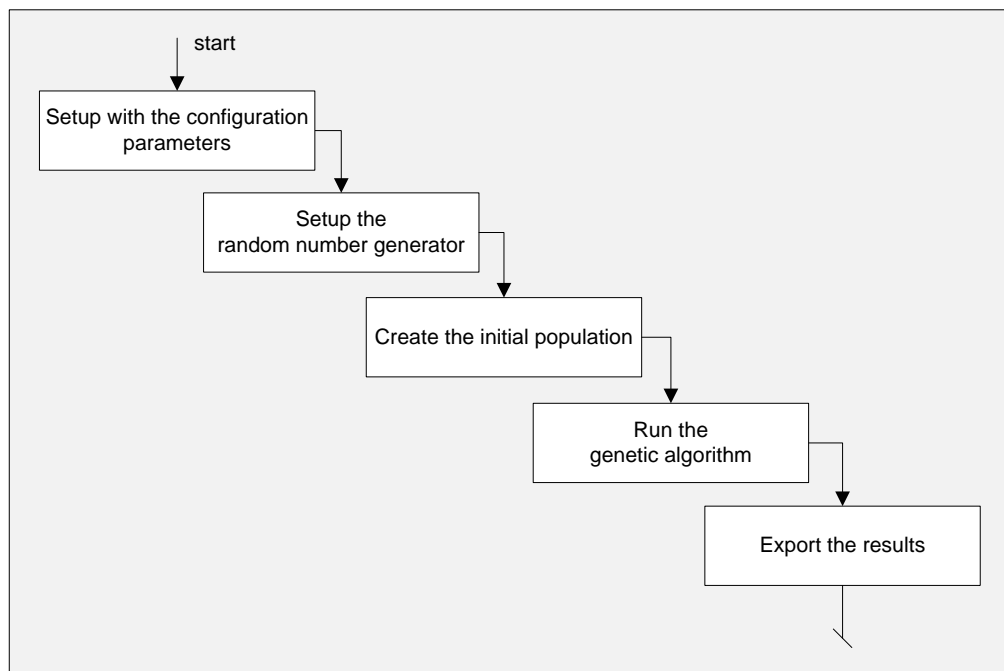 start
Setup with the configuration
parameters
Setup the
random number generator
Create the initial population
Run the
genetic algorithm
Export the results